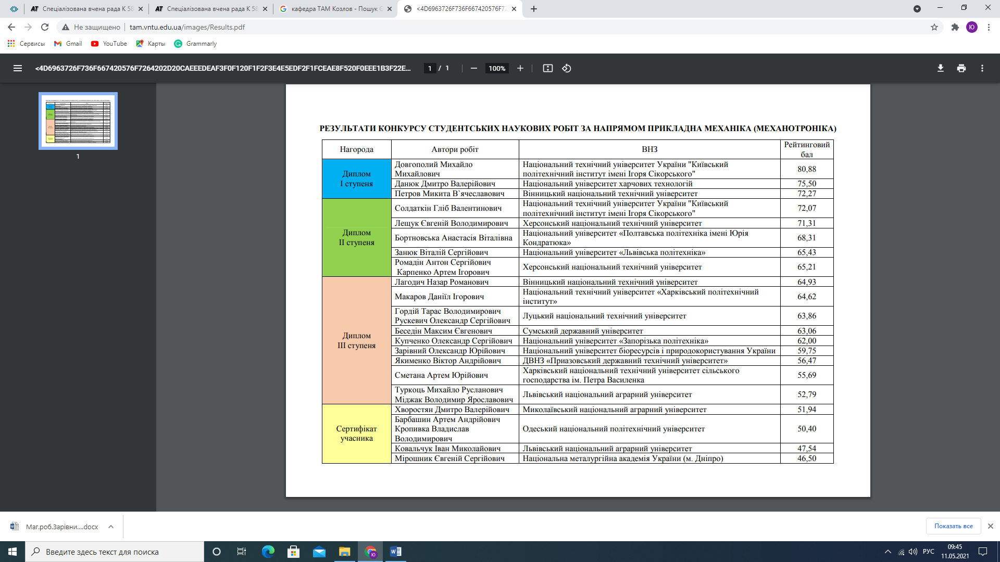 Спеціалізована вчена рада К 58
Спеціалізована вчена рада К 58
кафедра ТАМ Козлов - Пошук G
<4D6963726F736F667420576F72
Не защищено
tam.vntu.edu.ua/images/Results.pdf
Ю
Сервисы
Gmail
YouTube
Карты
Grammarly
<4D6963726F736F667420576F7264202D20CAEEEDEAF3F0F120F1F2F3E4E5EDF2F1FCEAE8F520F0EEE1B3F22E...
1 / 1
100%
1
РЕЗУЛЬТАТИ КОНКУРСУ СТУДЕНТСЬКИХ НАУКОВИХ РОБІТ ЗА НАПРЯМОМ ПРИКЛАДНА МЕХАНІКА (МЕХАНОТРОНІКА)
Нагорода
Автори робіт
ВНЗ
Рейтинговий
бал
Диплом
І ступеня
Довгополий Михайло
Михайлович
Національний технічний університет України "Київський
політехнічний інститут імені Ігоря Сікорського"
80,88
Данюк Дмитро Валерійович
Національний університет харчових технологій
75,50
Петров Микита В`ячеславович
Вінницький національний технічний університет
72,27
Диплом
ІІ ступеня
Солдаткін Гліб Валентинович
Національний технічний університет України "Київський
політехнічний інститут імені Ігоря Сікорського"
72,07
Лещук Євгеній Володимирович
Херсонський національний технічний університет
71,31
Бортновська Анастасія Віталівна
Національний університет «Полтавська політехніка імені Юрія
Кондратюка»
68,31
Занюк Віталій Сергійович
Національний університет «Львівська політехніка»
65,43
Ромадін Антон Сергійович
Карпенко Артем Ігорович
Херсонський національний технічний університет
65,21
Диплом
ІІІ ступеня
Лагодич Назар Романович
Вінницький національний технічний університет
64,93
Макаров Даніїл Ігорович
Національний технічний університет «Харківський політехнічний
інститут»
64,62
Гордій Тарас Володимирович
Рускевич Олександр Сергійович
Луцький національний технічний університет
63,86
Беседін Максим Євгенович
Сумський державний університет
63,06
Купченко Олександр Сергійович
Національний університет «Запорізька політехніка»
62,00
Зарівний Олександр Юрійович
Національний університет біоресурсів і природокористування України
59,75
Якименко Віктор Андрійович
ДВНЗ «Приазовський державний технічний університет»
56,47
Сметана Артем Юрійович
Харківський національний технічний університет сільського
господарства ім. Петра Василенка
55,69
Туркоць Михайло Русланович
Міджак Володимир Ярославович
Львівський національний аграрний університет
52,79
Сертифікат
учасника
Хворостян Дмитро Валерійович
Миколаївський національний аграрний університет
51,94
Барбашин Артем Андрійович
Кропивка Владислав
Володимирович
Одеський національний політехнічний університет
50,40
Ковальчук Іван Миколайович
Львівський національний аграрний університет
47,54
Мірошник Євгеній Сергійович
Національна металургійна академія України (м. Дніпро)
46,50
Маг.роб.Зарівни....docx
Показать все
Введите здесь текст для поиска
РУС
09:45
11.05.2021